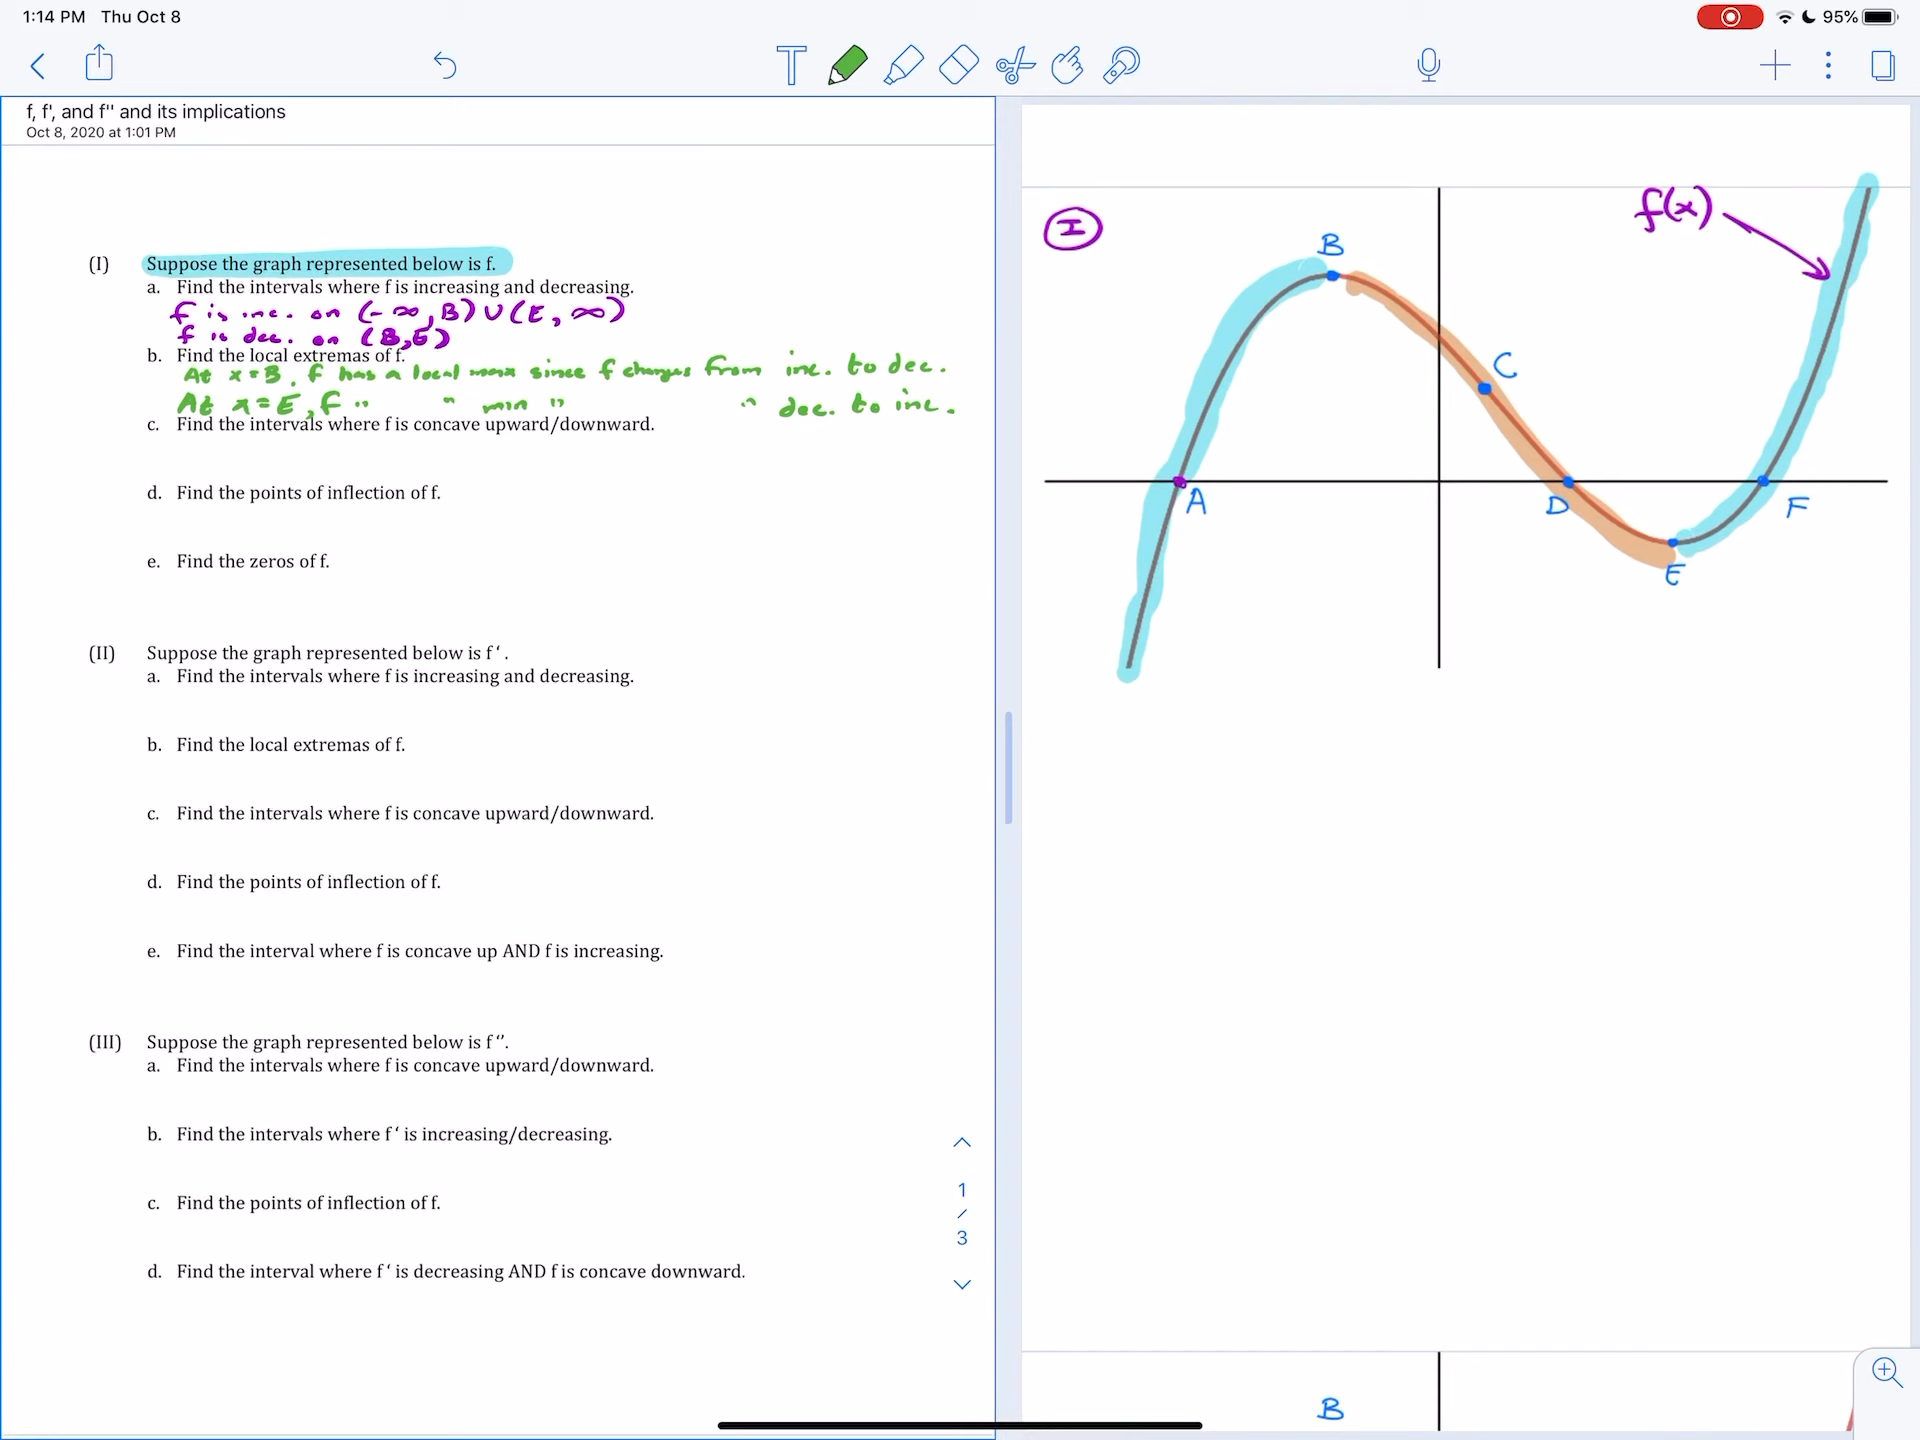 1:14 PM Thu Oct 8
95%
f, f', and f'' and its implications
Oct 8, 2020 at 1:01 PM
(I) Suppose the graph represented below is f.
a. Find the intervals where f is increasing and decreasing.
f is inc. on (-∞, B) ∪ (E, ∞)
f is dec. on (B, E)
b. Find the local extremas of f.
At x = B, f has a local max since f changes from inc. to dec.
At x = E, f " " min " " dec. to inc.
c. Find the intervals where f is concave upward/downward.
d. Find the points of inflection of f.
e. Find the zeros of f.
(II) Suppose the graph represented below is f ‘ .
a. Find the intervals where f is increasing and decreasing.
b. Find the local extremas of f.
c. Find the intervals where f is concave upward/downward.
d. Find the points of inflection of f.
e. Find the interval where f is concave up AND f is increasing.
(III) Suppose the graph represented below is f ‘’.
a. Find the intervals where f is concave upward/downward.
b. Find the intervals where f ‘ is increasing/decreasing.
c. Find the points of inflection of f.
d. Find the interval where f ‘ is decreasing AND f is concave downward.
1
/
3
I
f(x)
B
C
A
D
F
E
B